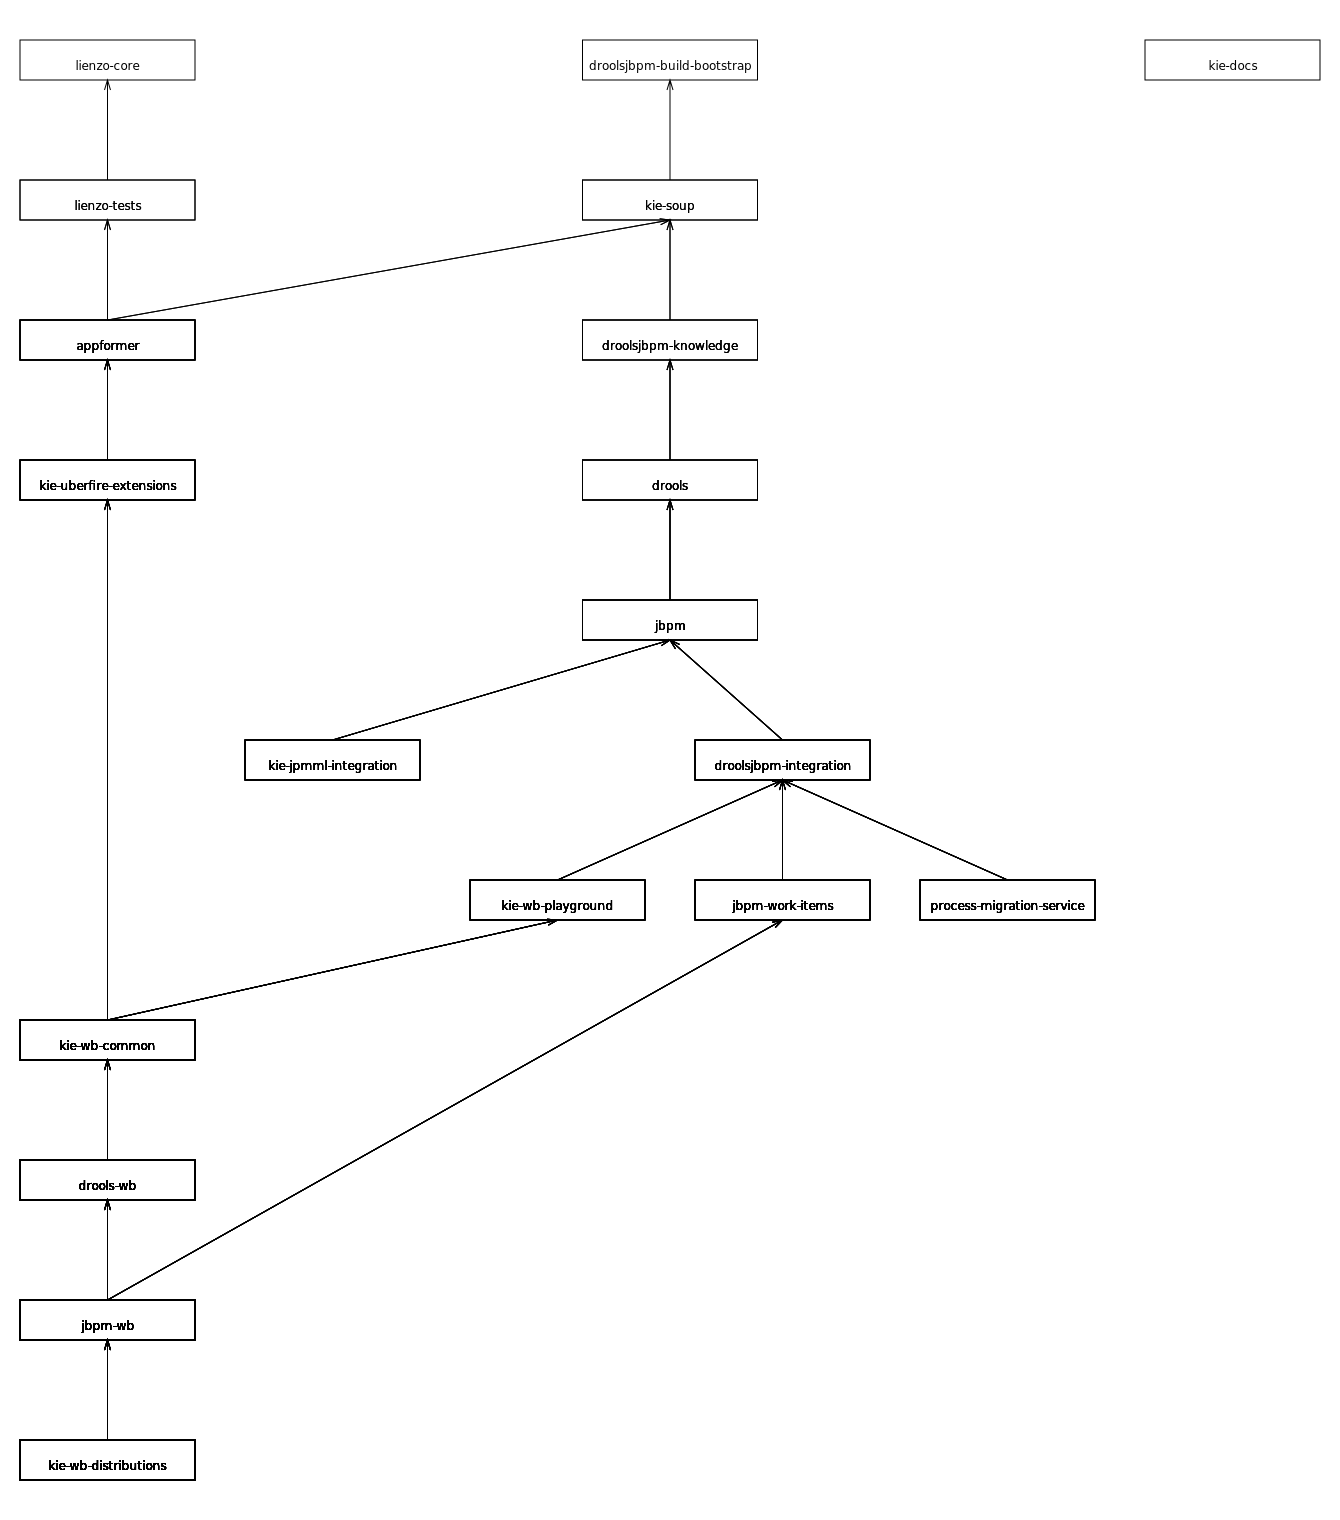 lienzo-core
droolsjbpm-build-bootstrap
kie-docs
lienzo-tests
kie-soup
appformer
droolsjbpm-knowledge
kie-uberfire-extensions
drools
jbpm
kie-jpmml-integration
droolsjbpm-integration
kie-wb-playground
jbpm-work-items
process-migration-service
kie-wb-common
drools-wb
jbpm-wb
kie-wb-distributions